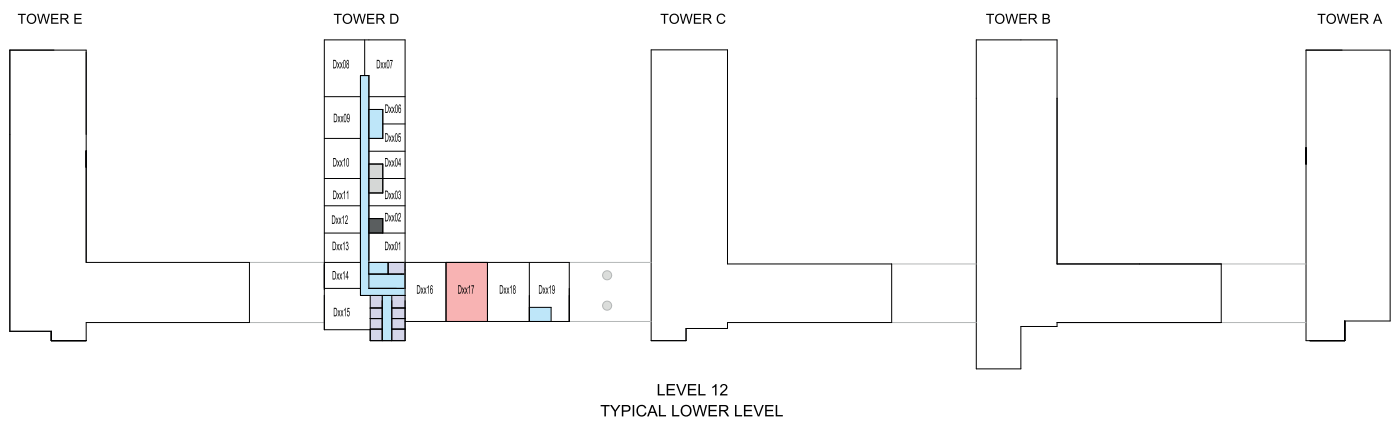 TOWER E
TOWER D
TOWER C
TOWER B
TOWER A
Dxx08
Dxx07
Dxx09
Dxx06
Dxx05
Dxx10
Dxx04
Dxx11
Dxx03
Dxx12
Dxx02
Dxx13
Dxx01
Dxx14
Dxx15
Dxx16
Dxx17
Dxx18
Dxx19
LEVEL 12
TYPICAL LOWER LEVEL